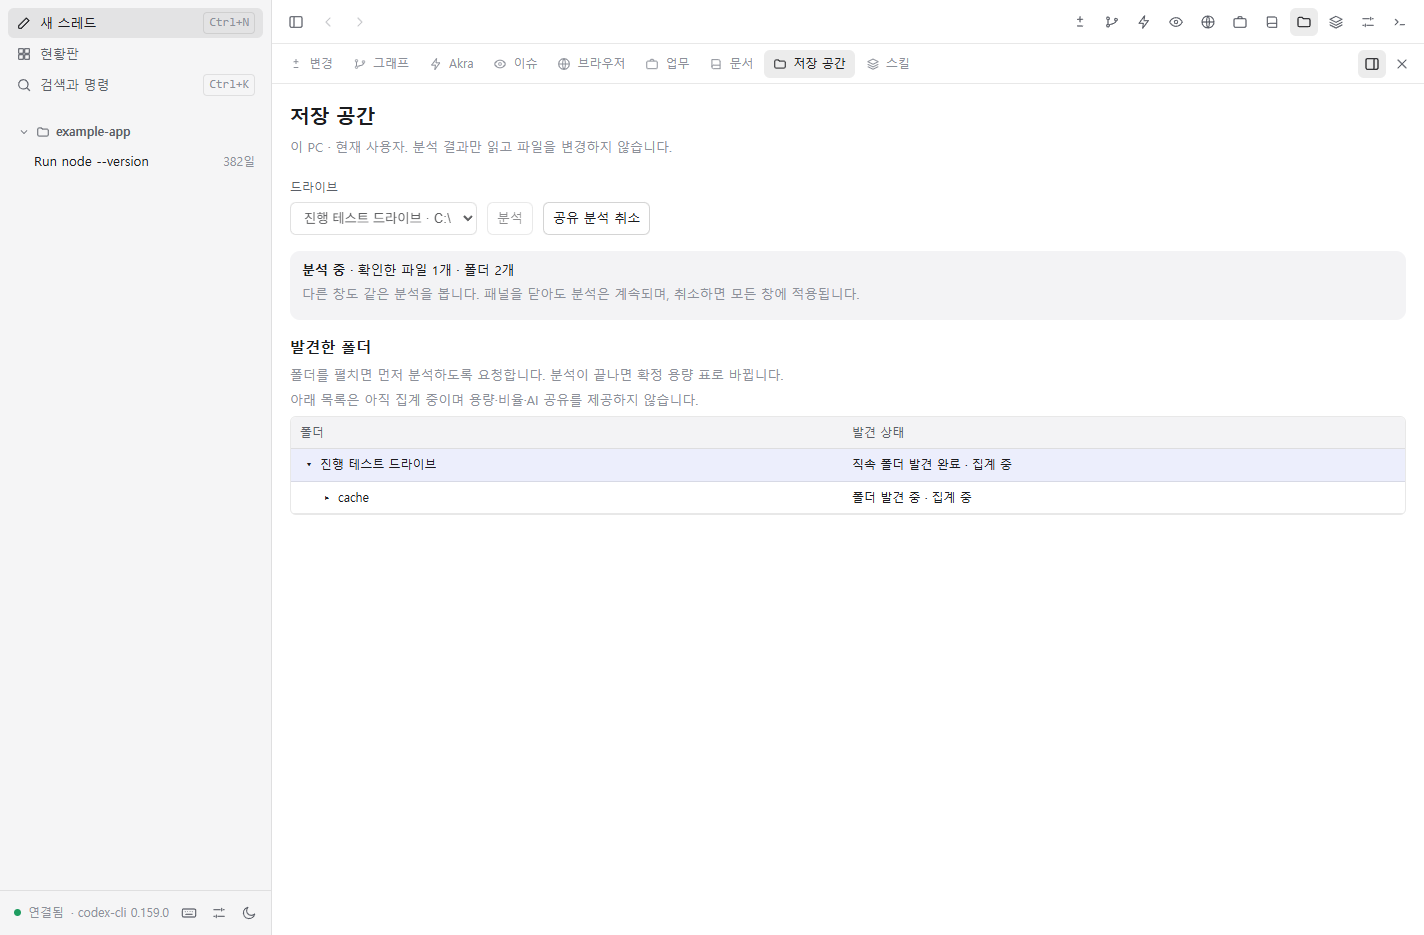 새 스레드 Ctrl+N
현황판
검색과 명령 Ctrl+K
example-app
Run node --version 382일
연결됨 · codex-cli 0.159.0
변경 그래프 Akra 이슈 브라우저 업무 문서 저장 공간 스킬
저장 공간
이 PC · 현재 사용자. 분석 결과만 읽고 파일을 변경하지 않습니다.
드라이브
진행 테스트 드라이브 · C:\ 분석 공유 분석 취소
분석 중 · 확인한 파일 1개 · 폴더 2개
다른 창도 같은 분석을 봅니다. 패널을 닫아도 분석은 계속되며, 취소하면 모든 창에 적용됩니다.
발견한 폴더
폴더를 펼치면 먼저 분석하도록 요청합니다. 분석이 끝나면 확정 용량 표로 바뀝니다.
아래 목록은 아직 집계 중이며 용량·비율·AI 공유를 제공하지 않습니다.
폴더 발견 상태
진행 테스트 드라이브 직속 폴더 발견 완료 · 집계 중
cache 폴더 발견 중 · 집계 중